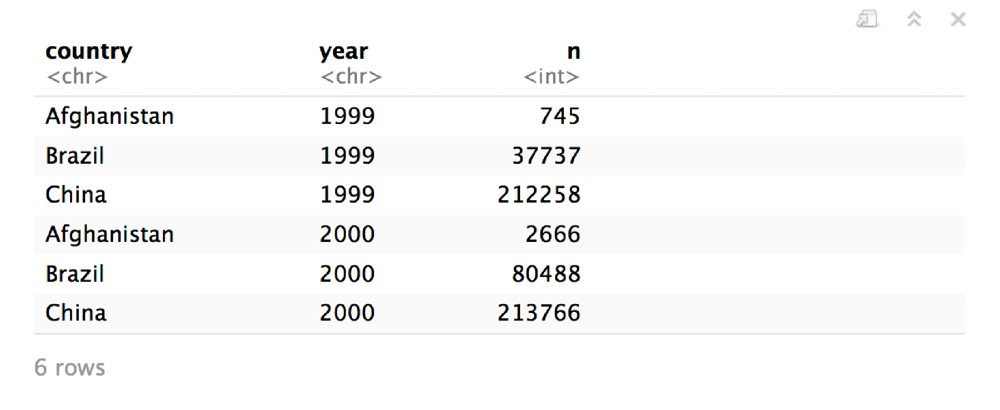 country year n
<chr> <chr> <int>
Afghanistan 1999 745
Brazil 1999 37737
China 1999 212258
Afghanistan 2000 2666
Brazil 2000 80488
China 2000 213766
6 rows